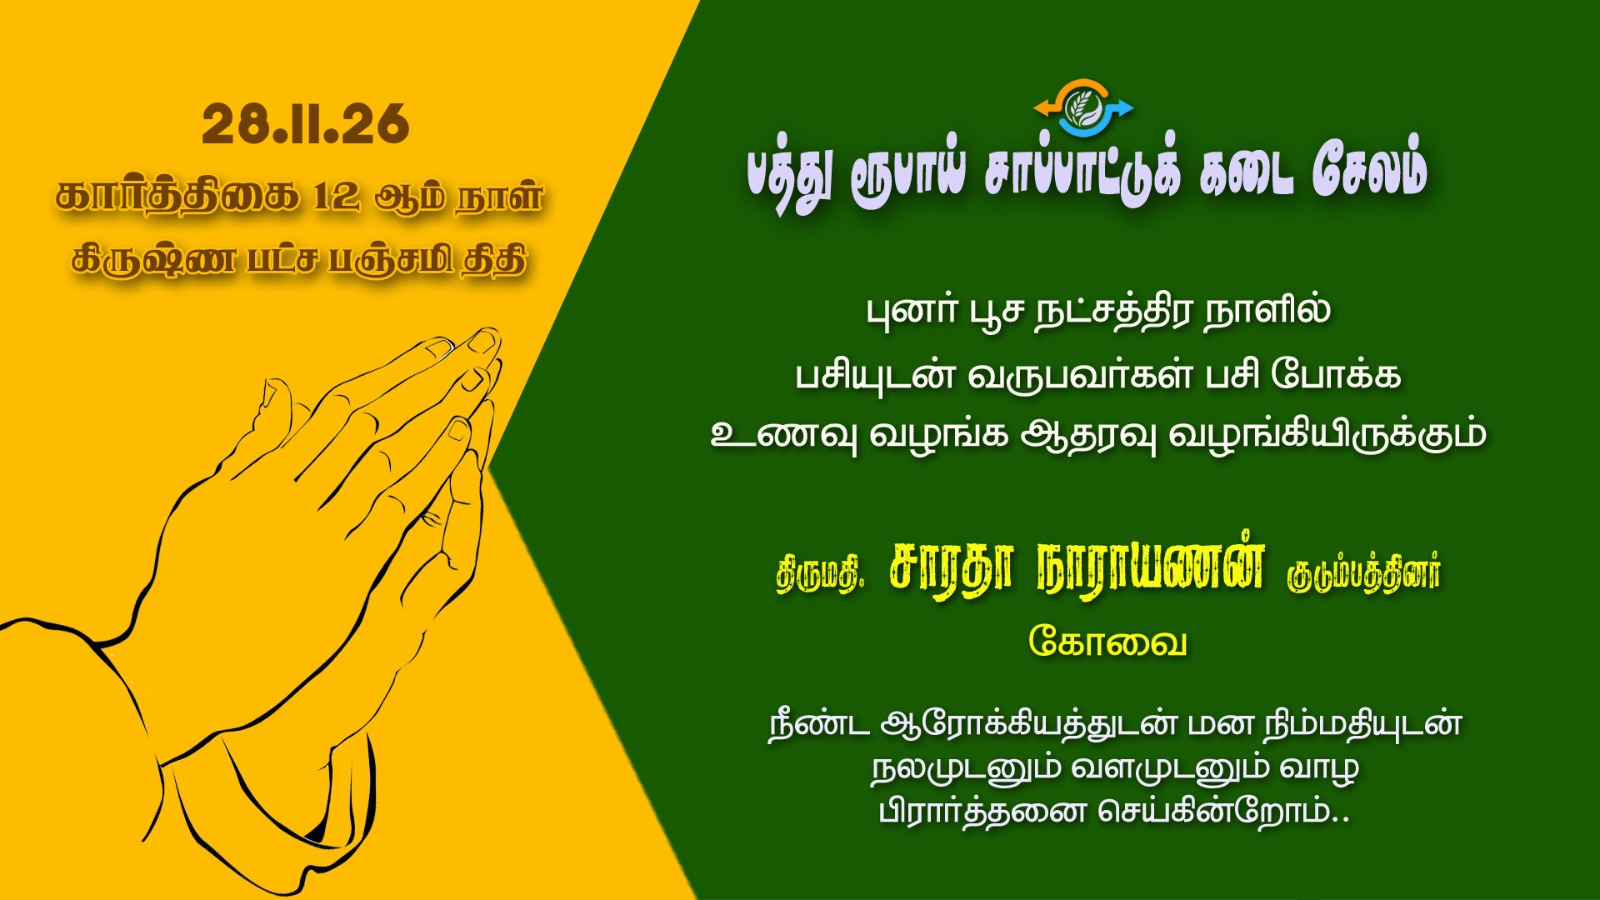 28.11.26
கார்த்திகை 12 ஆம் நாள்
கிருஷ்ண பட்ச பஞ்சமி திதி
பத்து ரூபாய் சாப்பாட்டுக் கடை சேலம்
புனர் பூச நட்சத்திர நாளில்
பசியுடன் வருபவர்கள் பசி போக்க
உணவு வழங்க ஆதரவு வழங்கியிருக்கும்
திருமதி. சாரதா நாராயணன் குடும்பத்தினர்
கோவை
நீண்ட ஆரோக்கியத்துடன் மன நிம்மதியுடன்
நலமுடனும் வளமுடனும் வாழ
பிரார்த்தனை செய்கின்றோம்..